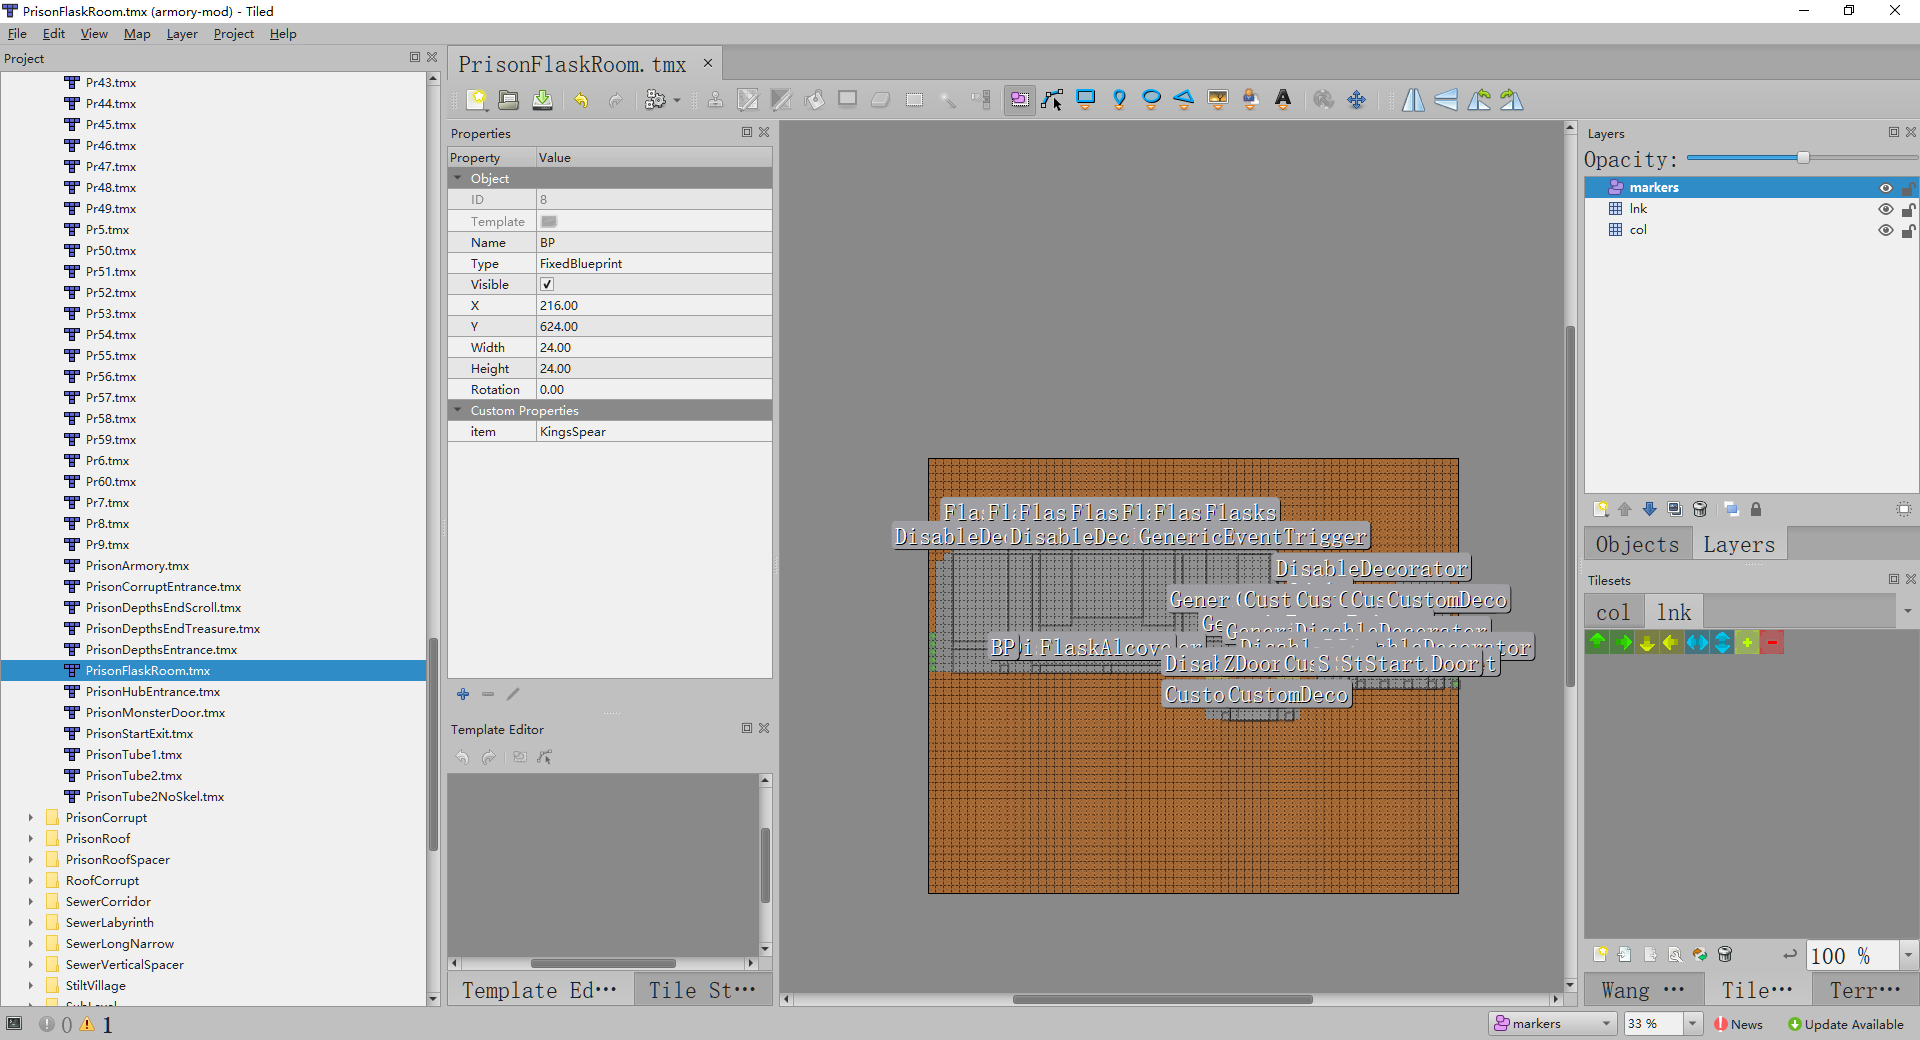 PrisonFlaskRoom.tmx (armory-mod) - Tiled
File Edit View Map Layer Project Help
Project
Pr43.tmx
Pr44.tmx
Pr45.tmx
Pr46.tmx
Pr47.tmx
Pr48.tmx
Pr49.tmx
Pr5.tmx
Pr50.tmx
Pr51.tmx
Pr52.tmx
Pr53.tmx
Pr54.tmx
Pr55.tmx
Pr56.tmx
Pr57.tmx
Pr58.tmx
Pr59.tmx
Pr6.tmx
Pr60.tmx
Pr7.tmx
Pr8.tmx
Pr9.tmx
PrisonArmory.tmx
PrisonCorruptEntrance.tmx
PrisonDepthsEndScroll.tmx
PrisonDepthsEndTreasure.tmx
PrisonDepthsEntrance.tmx
PrisonFlaskRoom.tmx
PrisonHubEntrance.tmx
PrisonMonsterDoor.tmx
PrisonStartExit.tmx
PrisonTube1.tmx
PrisonTube2.tmx
PrisonTube2NoSkel.tmx
PrisonCorrupt
PrisonRoof
PrisonRoofSpacer
RoofCorrupt
SewerCorridor
SewerLabyrinth
SewerLongNarrow
SewerVerticalSpacer
StiltVillage
0 1
PrisonFlaskRoom.tmx
Properties
Property Value
Object
ID 8
Template
Name BP
Type FixedBlueprint
Visible
X 216.00
Y 624.00
Width 24.00
Height 24.00
Rotation 0.00
Custom Properties
item KingsSpear
Template Editor
Template Ed··· Tile St···
Flas Flas Flas Flasks
DisableDec DisableDec GenericEventTrigger
DisableDecorator
Gener Cust Cus CustomDeco
Generi DisableDecorator
BP FlaskAlcove
Disal ZDoor Cus S St Start.Door t
Custo CustomDeco
Layers
Opacity:
markers
lnk
col
Objects Layers
Tilesets
col lnk
100 %
Wang ··· Tile··· Terr···
markers 33 % News Update Available